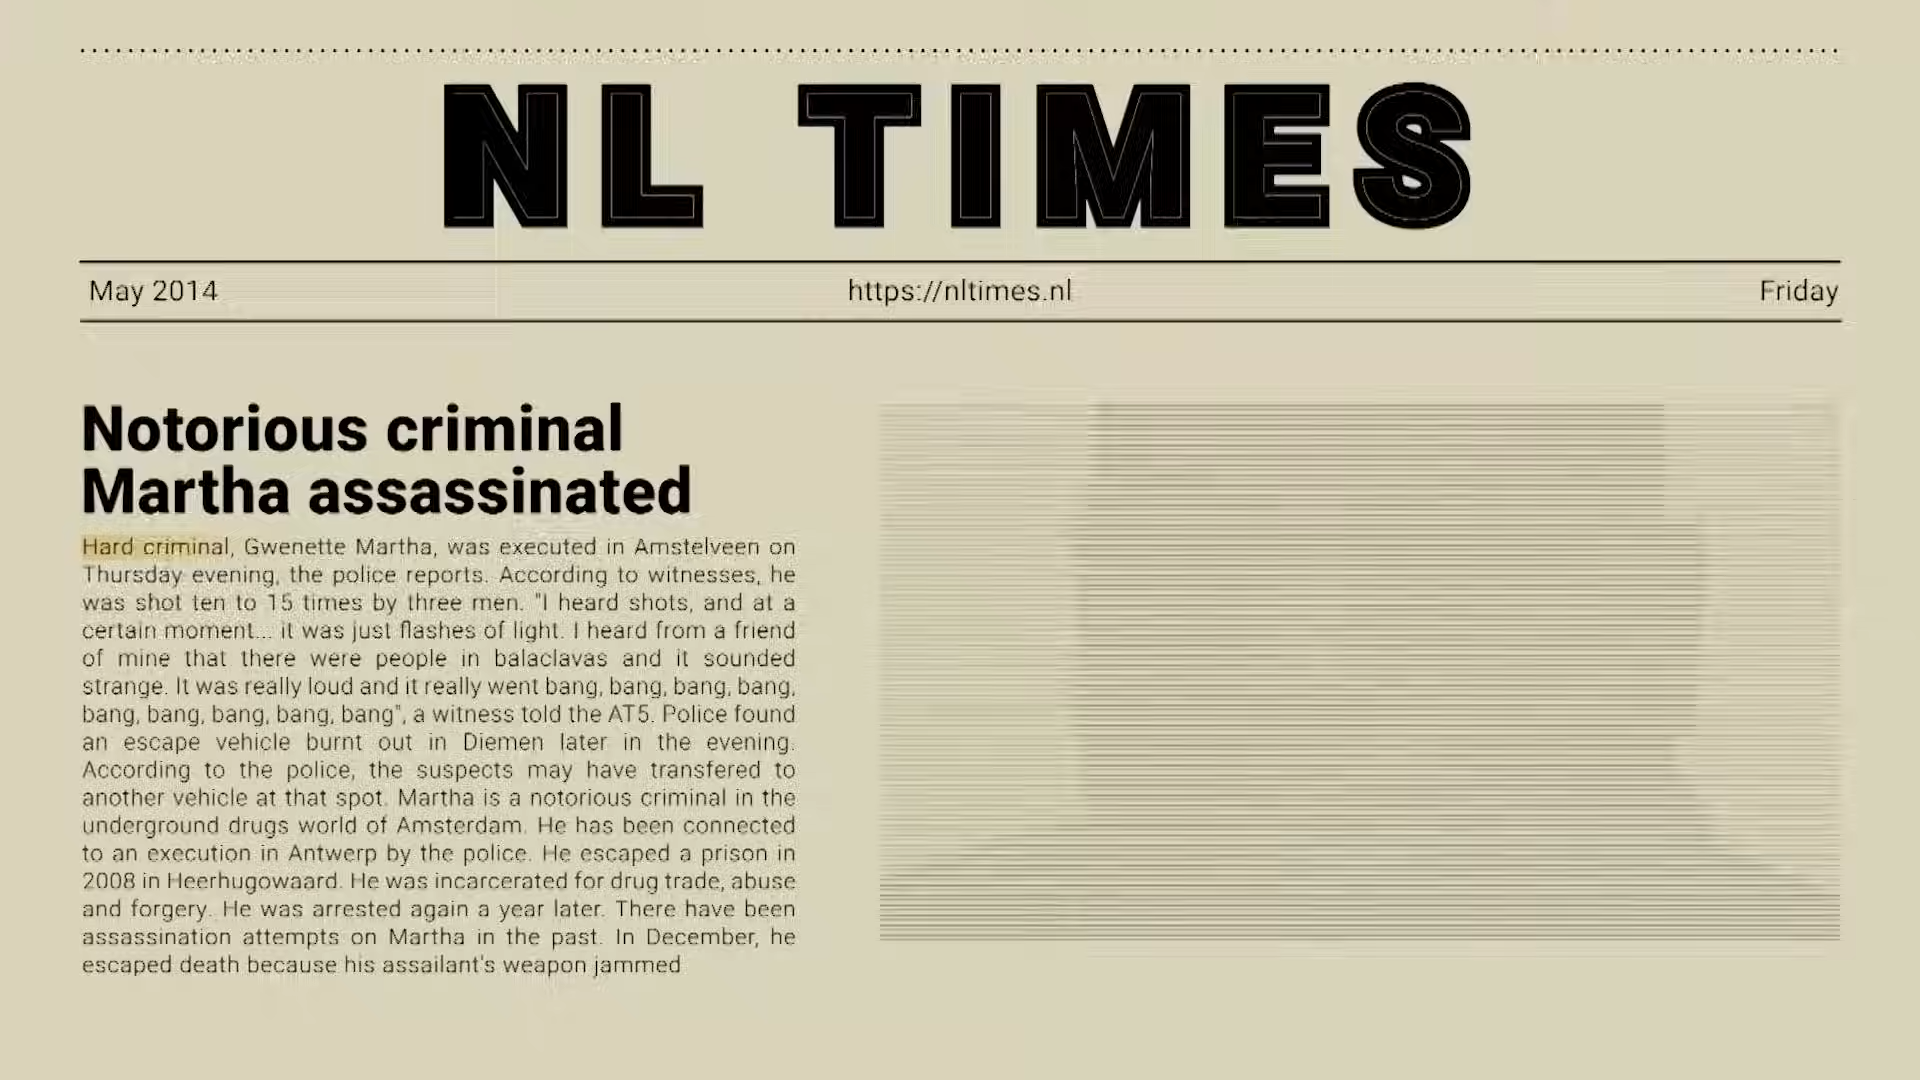 NL TIMES
May 2014 https://nltimes.nl Friday
Notorious criminal
Martha assassinated
Hard criminal, Gwenette Martha, was executed in Amstelveen on
Thursday evening, the police reports. According to witnesses, he
was shot ten to 15 times by three men. "I heard shots, and at a
certain moment... it was just flashes of light. I heard from a friend
of mine that there were people in balaclavas and it sounded
strange. It was really loud and it really went bang, bang, bang, bang,
bang, bang, bang, bang, bang", a witness told the AT5. Police found
an escape vehicle burnt out in Diemen later in the evening.
According to the police, the suspects may have transfered to
another vehicle at that spot. Martha is a notorious criminal in the
underground drugs world of Amsterdam. He has been connected
to an execution in Antwerp by the police. He escaped a prison in
2008 in Heerhugowaard. He was incarcerated for drug trade, abuse
and forgery. He was arrested again a year later. There have been
assassination attempts on Martha in the past. In December, he
escaped death because his assailant's weapon jammed